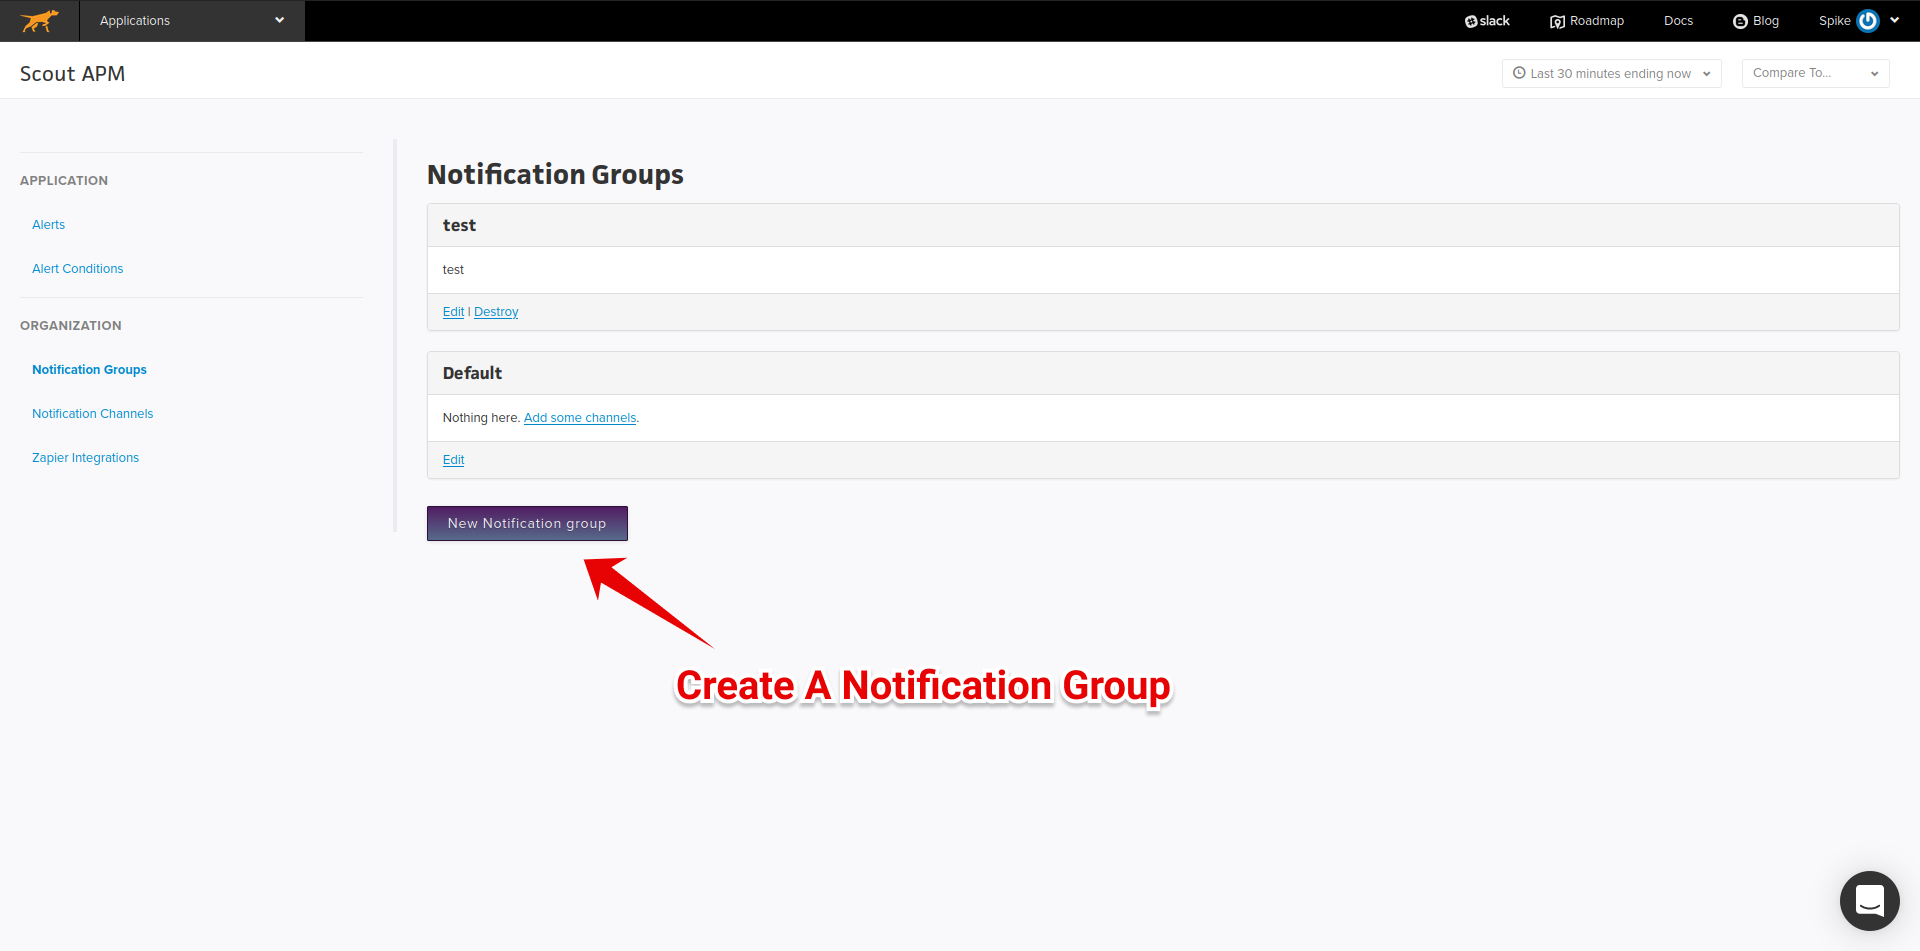 Applications
slack
Roadmap
Docs
Blog
Spike
Scout APM
Last 30 minutes ending now
Compare To...
APPLICATION
Alerts
Alert Conditions
ORGANIZATION
Notification Groups
Notification Channels
Zapier Integrations
Notification Groups
test
test
Edit | Destroy
Default
Nothing here. Add some channels.
Edit
New Notification group
Create A Notification Group